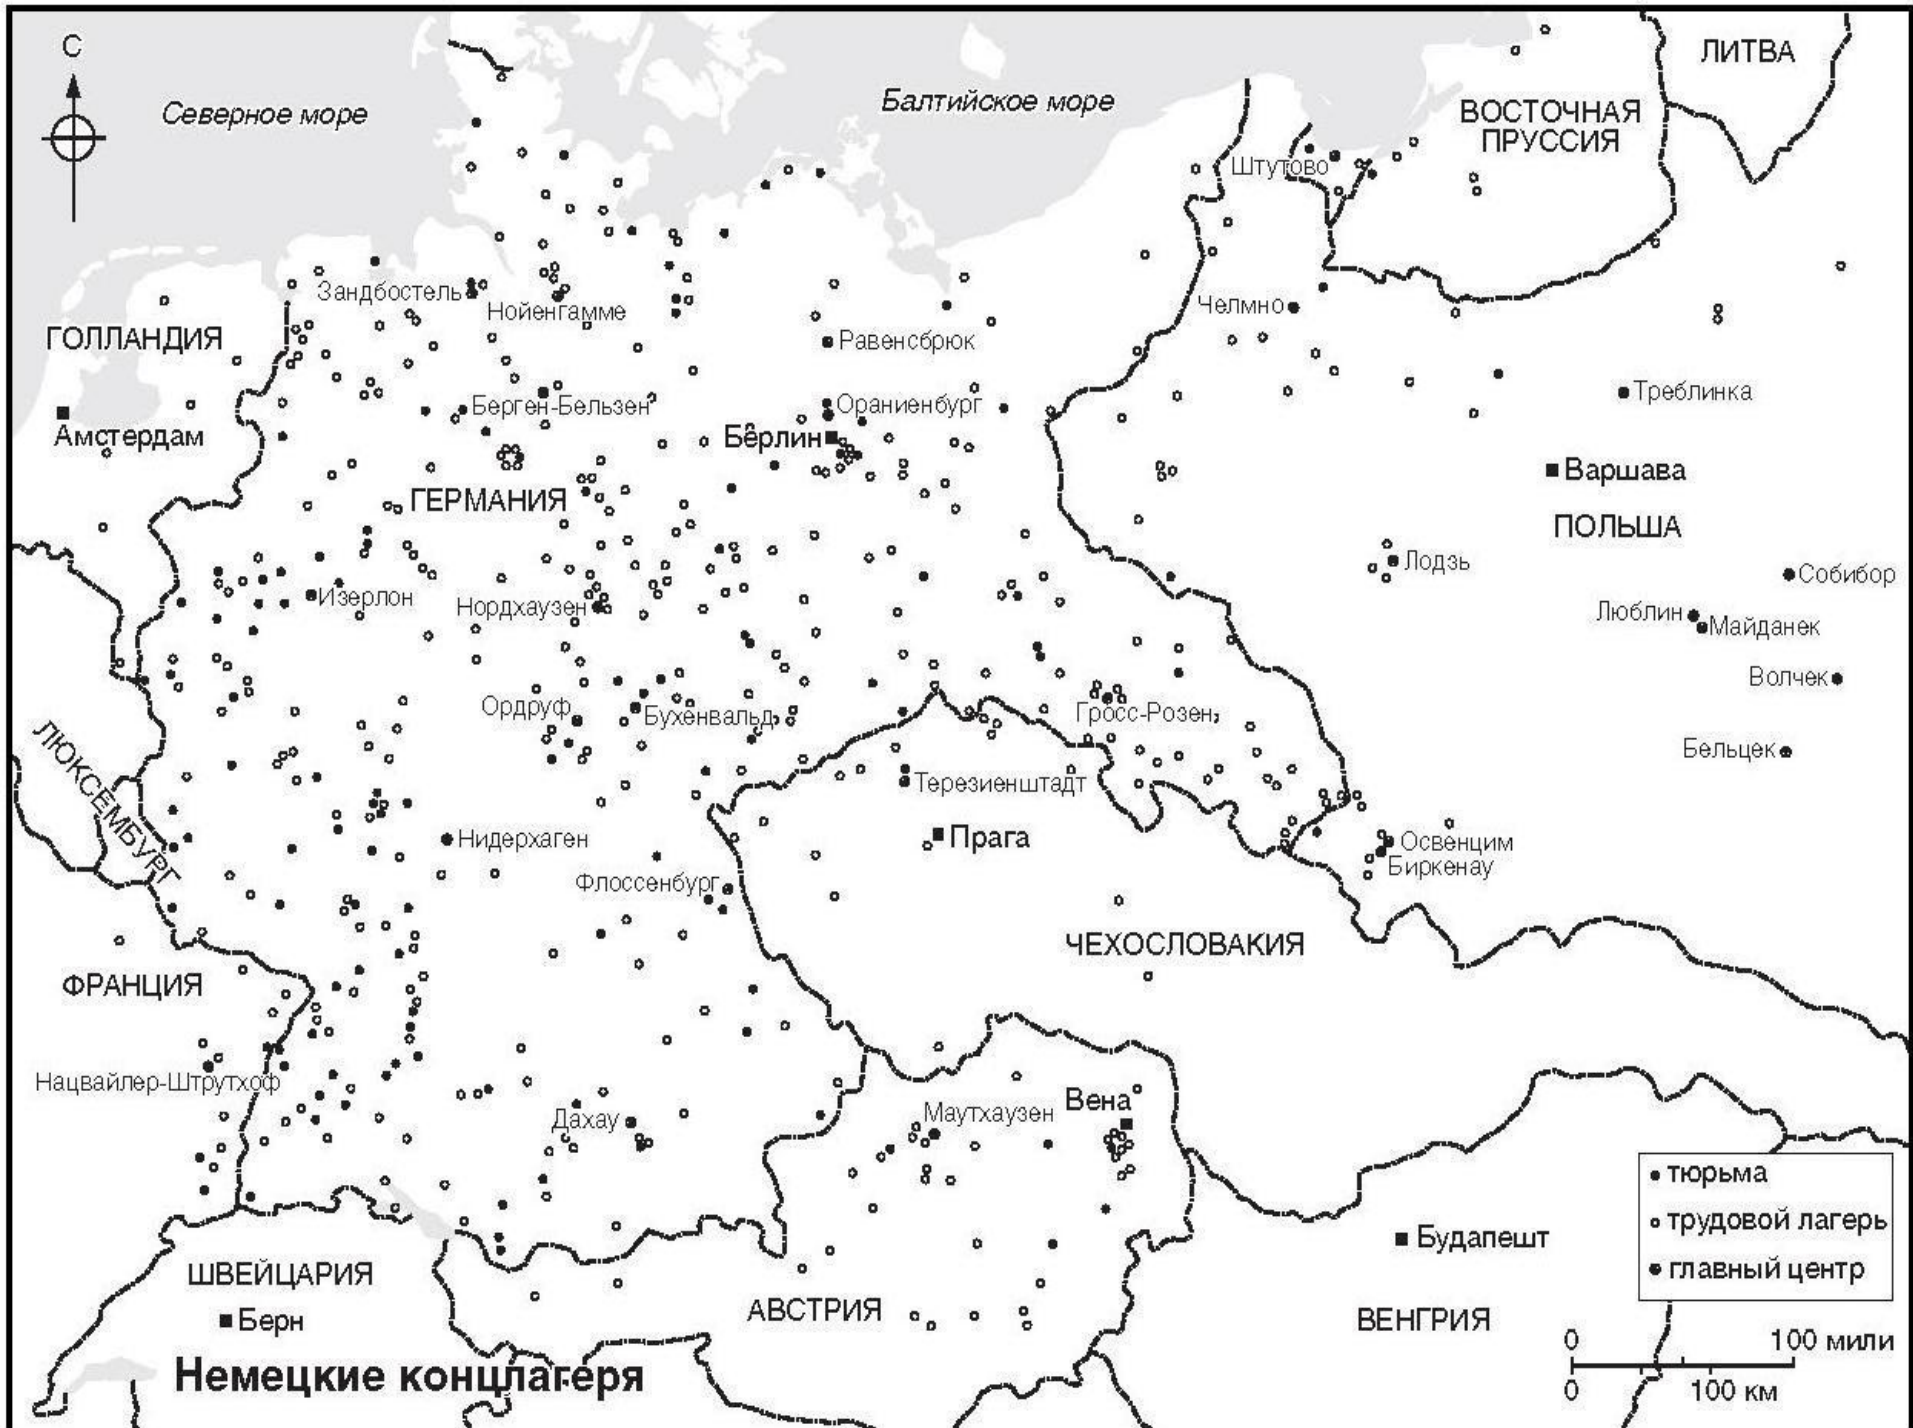 С
Северное море
Балтийское море
ЛИТВА
ВОСТОЧНАЯ
ПРУССИЯ
Штутово
Зандбостель
Нойенгамме
Челмно
ГОЛЛАНДИЯ
Равенсбрюк
Треблинка
Берген-Бельзен
Ораниенбург
Амстердам
Берлин
Варшава
ГЕРМАНИЯ
ПОЛЬША
Лодзь
Собибор
Изерлон
Нордхаузен
Люблин
Майданек
Волчек
Ордруф
Бухенвальд
Гросс-Розен
ЛЮКСЕМБУРГ
Бельцек
Терезиенштадт
Нидерхаген
Прага
Освенцим
Биркенау
Флоссенбург
ЧЕХОСЛОВАКИЯ
ФРАНЦИЯ
Нацвайлер-Штрутхоф
Дахау
Маутхаузен
Вена
тюрьма
трудовой лагерь
главный центр
Будапешт
ШВЕЙЦАРИЯ
АВСТРИЯ
Берн
ВЕНГРИЯ
0 100 мили
0 100 км
Немецкие концлагеря